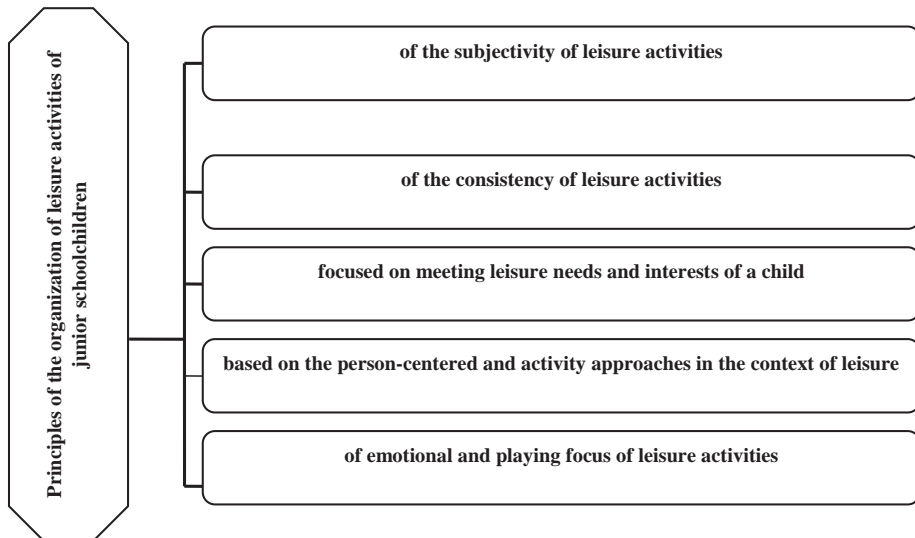 Principles of the organization of leisure activities of
junior schoolchildren
of the subjectivity of leisure activities
of the consistency of leisure activities
focused on meeting leisure needs and interests of a child
based on the person-centered and activity approaches in the context of leisure
of emotional and playing focus of leisure activities